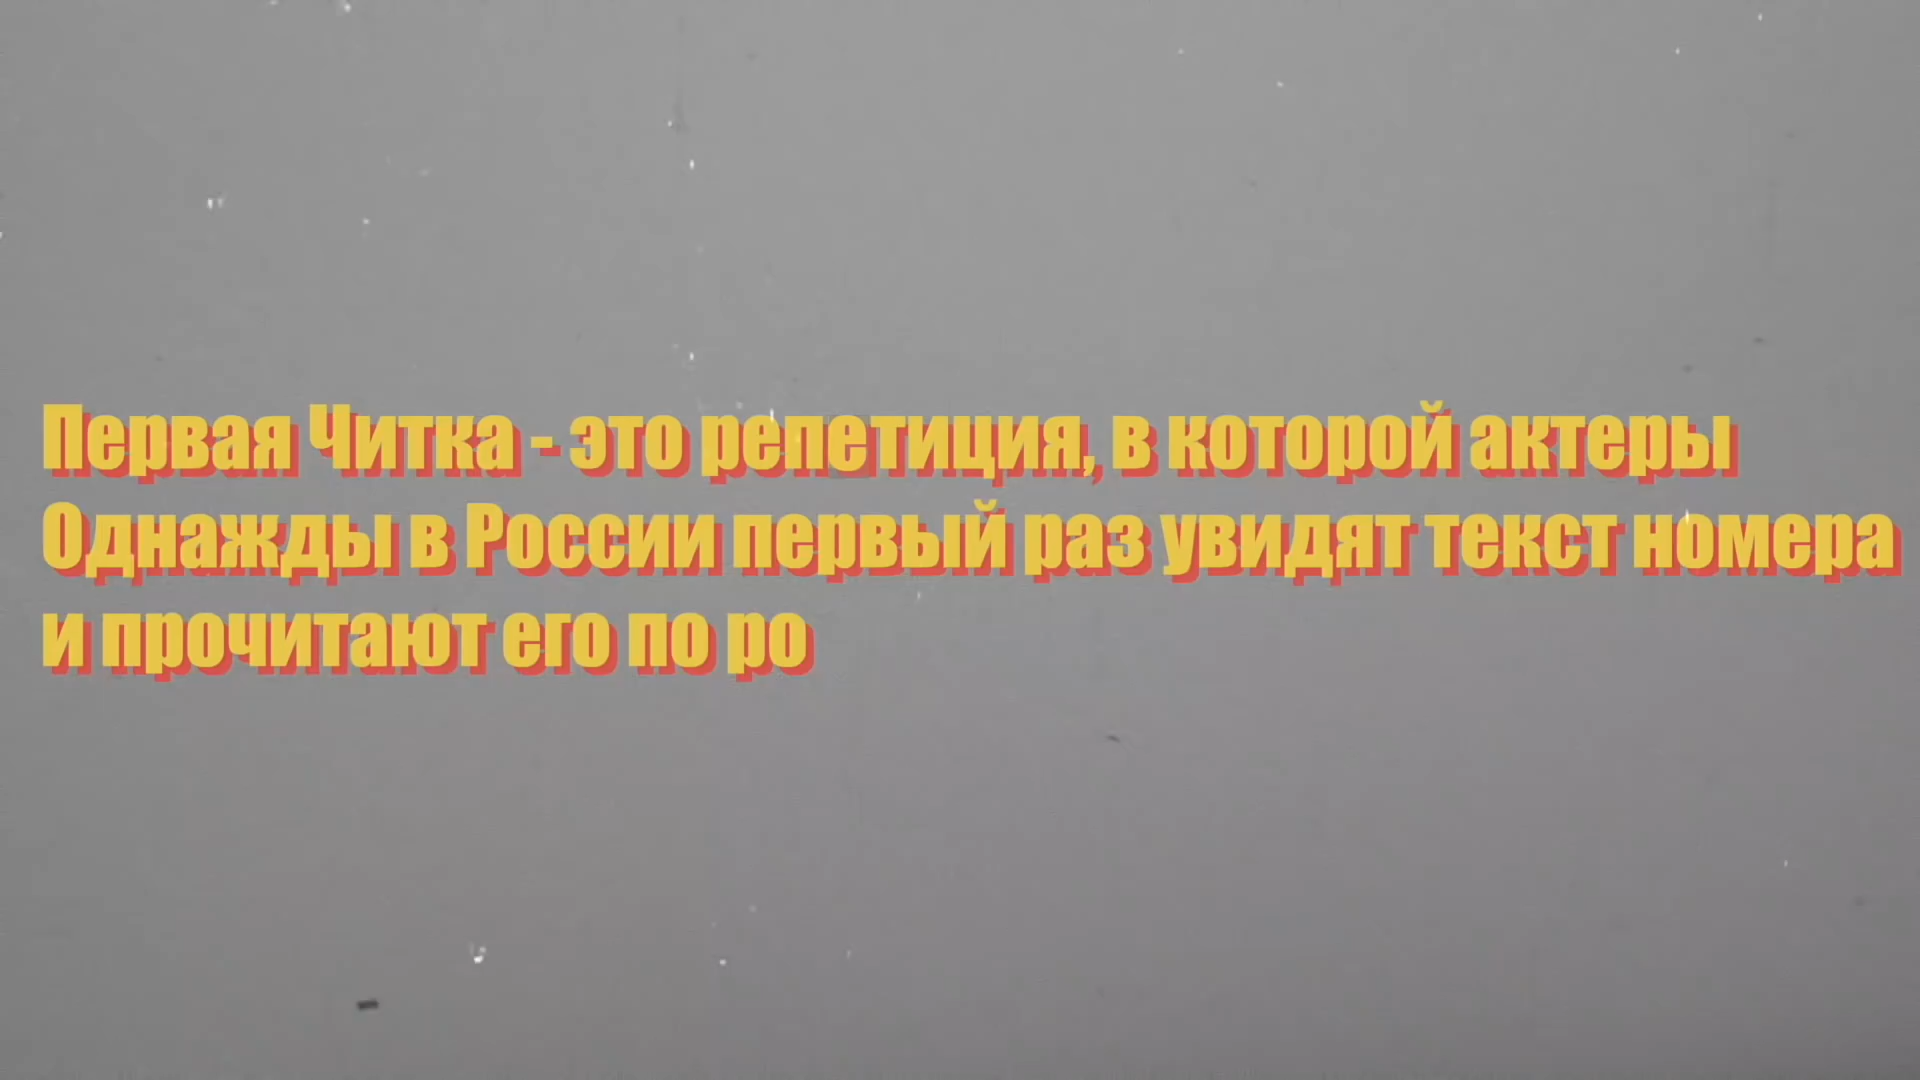 Первая Читка - это репетиция, в которой актеры
Однажды в России первый раз увидят текст номера
и прочитают его по ро